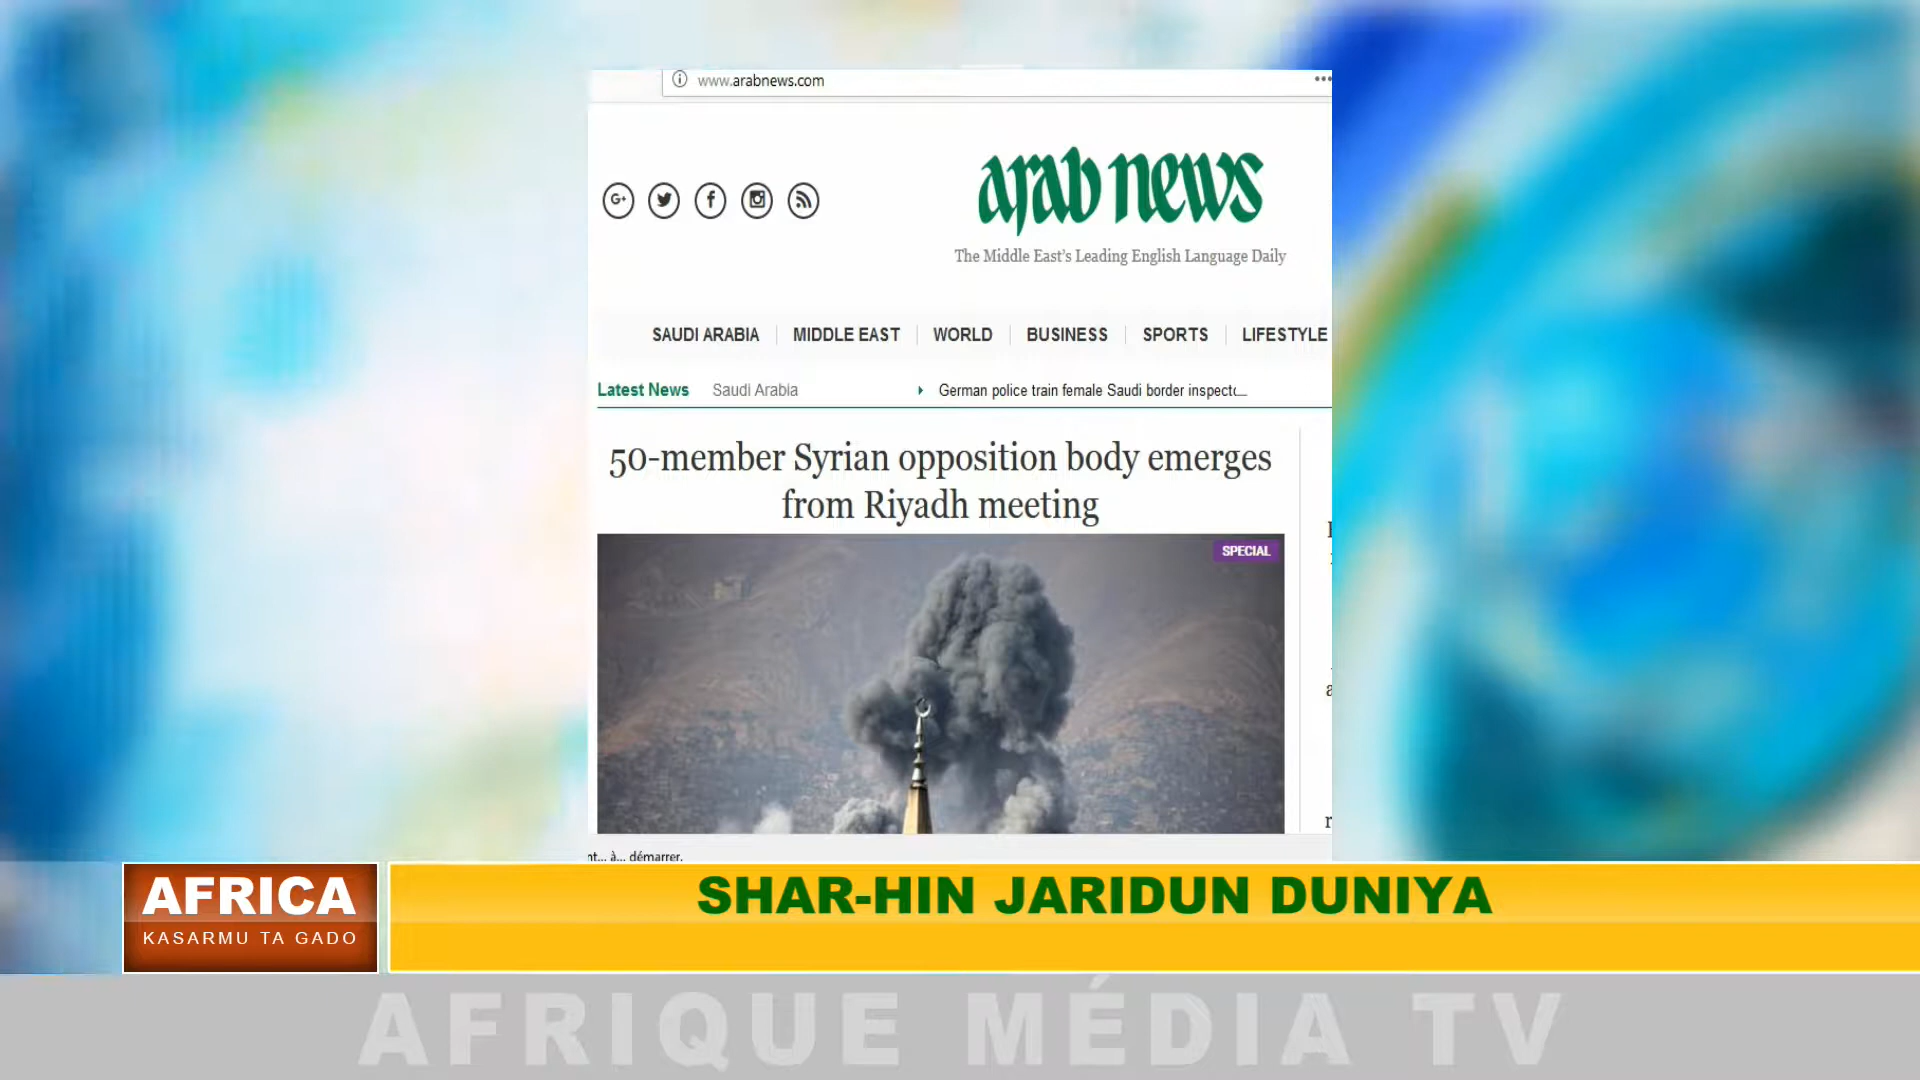 www.arabnews.com
arab news
The Middle East's Leading English Language Daily
SAUDI ARABIA MIDDLE EAST WORLD BUSINESS SPORTS LIFESTYLE
Latest News Saudi Arabia German police train female Saudi border inspecto...
50-member Syrian opposition body emerges
from Riyadh meeting
SPECIAL
nt... à... démarrer.
AFRICA
KASARMU TA GADO
SHAR-HIN JARIDUN DUNIYA
AFRIQUE MÉDIA TV